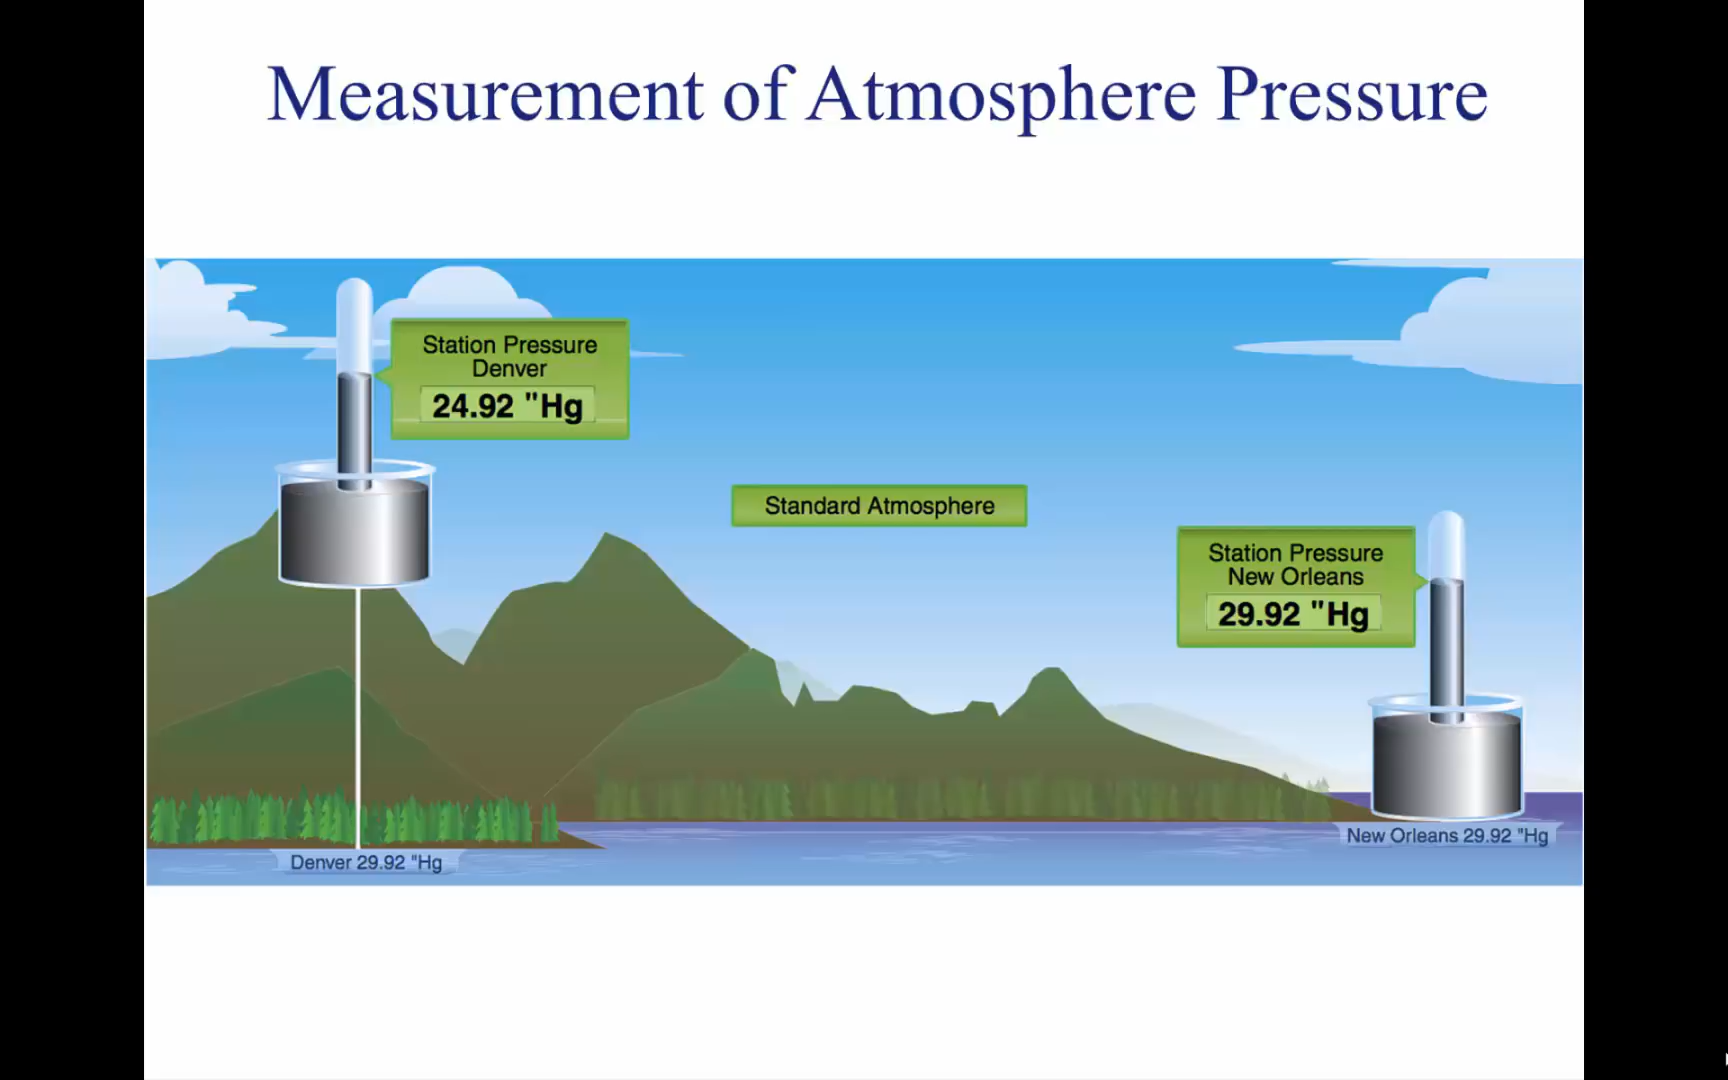 Measurement of Atmosphere Pressure
Station Pressure
Denver
24.92 "Hg
Standard Atmosphere
Station Pressure
New Orleans
29.92 "Hg
New Orleans 29.92 "Hg
Denver 29.92 "Hg